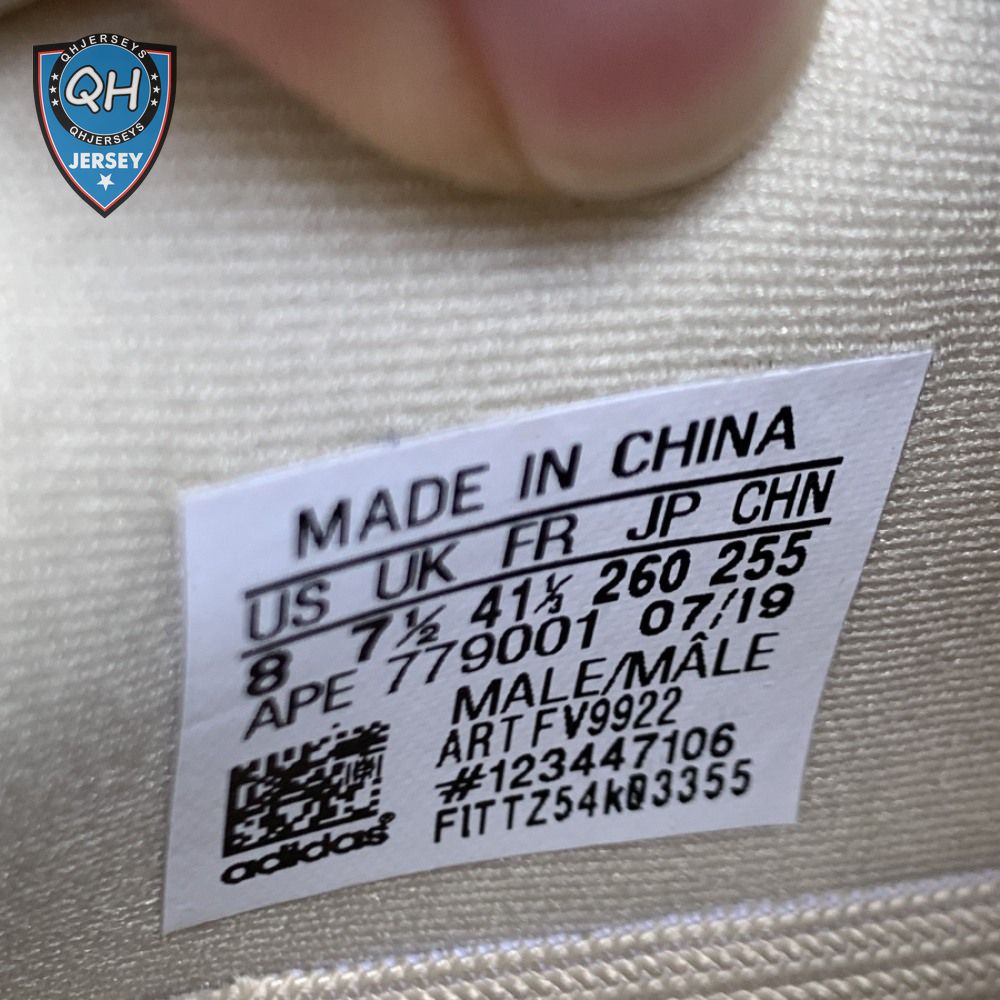 QHJERSEYS
QH
QHJERSEYS
JERSEY
MADE IN CHINA
US UK FR JP CHN
8 7½ 41⅓ 260 255
APE 779001 07/19
MALE/MÂLE
ART FV9922
#123447106
F1TTZ54k03355
adidas®